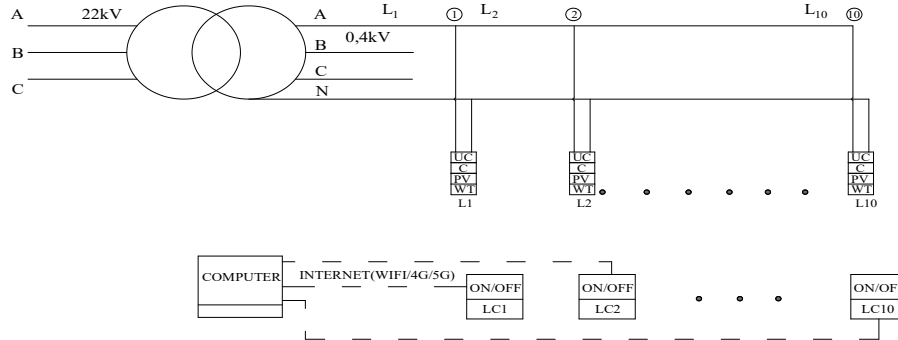 A 22kV A L1 1 L2 2 L10 10
B B 0,4kV
C C
N
UC UC UC
C C C
PV PV PV
WT WT WT
L1 L2 L10
COMPUTER INTERNET(WIFI/4G/5G) ON/OFF ON/OFF ON/OFF
LC1 LC2 LC10